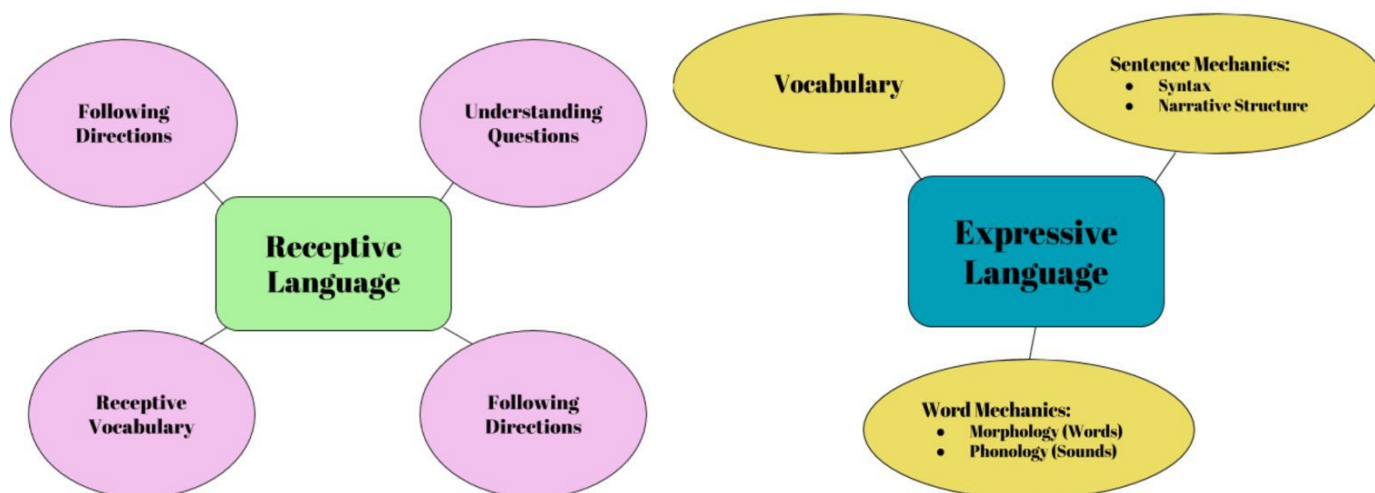 Following
Directions
Understanding
Questions
Receptive
Language
Receptive
Vocabulary
Following
Directions
Vocabulary
Sentence Mechanics:
● Syntax
● Narrative Structure
Expressive
Language
Word Mechanics:
● Morphology (Words)
● Phonology (Sounds)